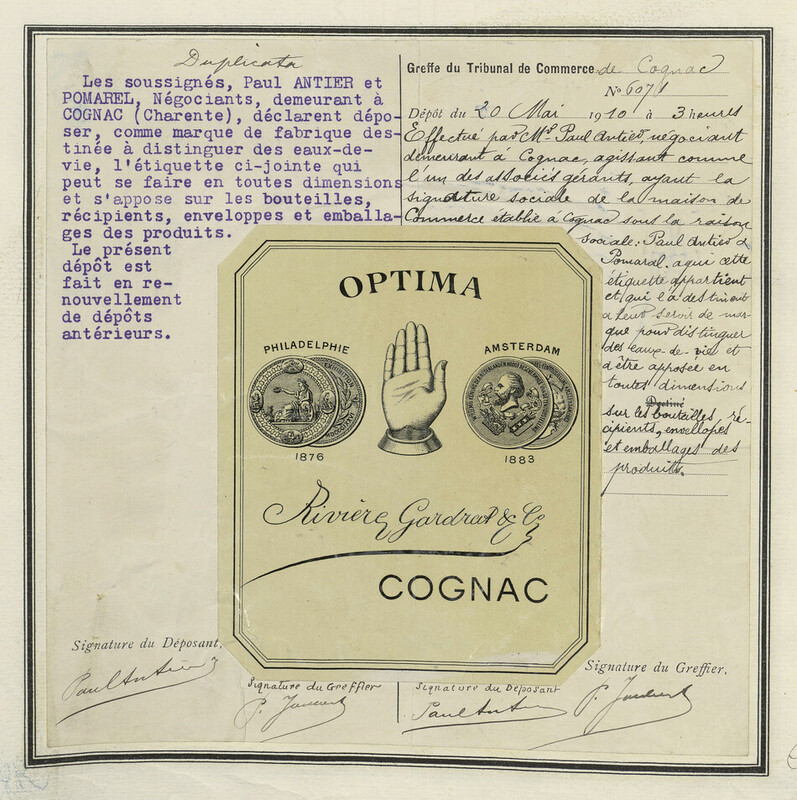 Duplicata
Les soussignés, Paul ANTIER et
POMAREL, Négociants, demeurant à
COGNAC (Charente), déclarent dépo-
ser, comme marque de fabrique des-
tinée à distinguer des eaux-de-
vie, l'étiquette ci-jointe qui
peut se faire en toutes dimensions
et s'appose sur les bouteilles,
récipients, enveloppes et emballa-
ges des produits.
Le présent
dépôt est
fait en re-
nouvellement
de dépôts
antérieurs.
Greffe du Tribunal de Commerce de Cognac
N° 6071
Dépôt du 20 Mai 1910 à 3 heures
Effectué par Mr. Paul Antier, négociant
demeurant à Cognac, agissant comme
l'un des associés gérants, ayant la
signature sociale de la maison de
Commerce établie à Cognac sous la raison
sociale: Paul Antier &
Pomarel. a qui cette
étiquette appartient
et qui l'a destinent
a leur servir de mar-
que pour distinguer
des eaux-de-vie et
d'être apposée en
toutes dimensions
sur les bouteilles, ré-
cipients, enveloppes
et emballages des
produits.
OPTIMA
PHILADELPHIE
AMSTERDAM
1876
1883
Rivière Gardrat & Co
COGNAC
Signature du Déposant,
Paul Antier
Signature du Greffier
Signature du Déposant
Paul Antier
Signature du Greffier.